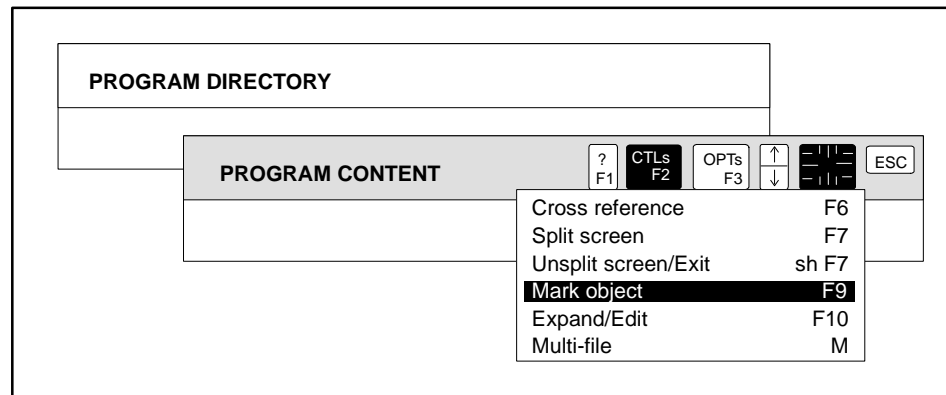 PROGRAM DIRECTORY
PROGRAM CONTENT
?
F1
CTLs
F2
OPTs
F3
↑
↓
ESC
Cross reference F6
Split screen F7
Unsplit screen/Exit sh F7
Mark object F9
Expand/Edit F10
Multi-file M